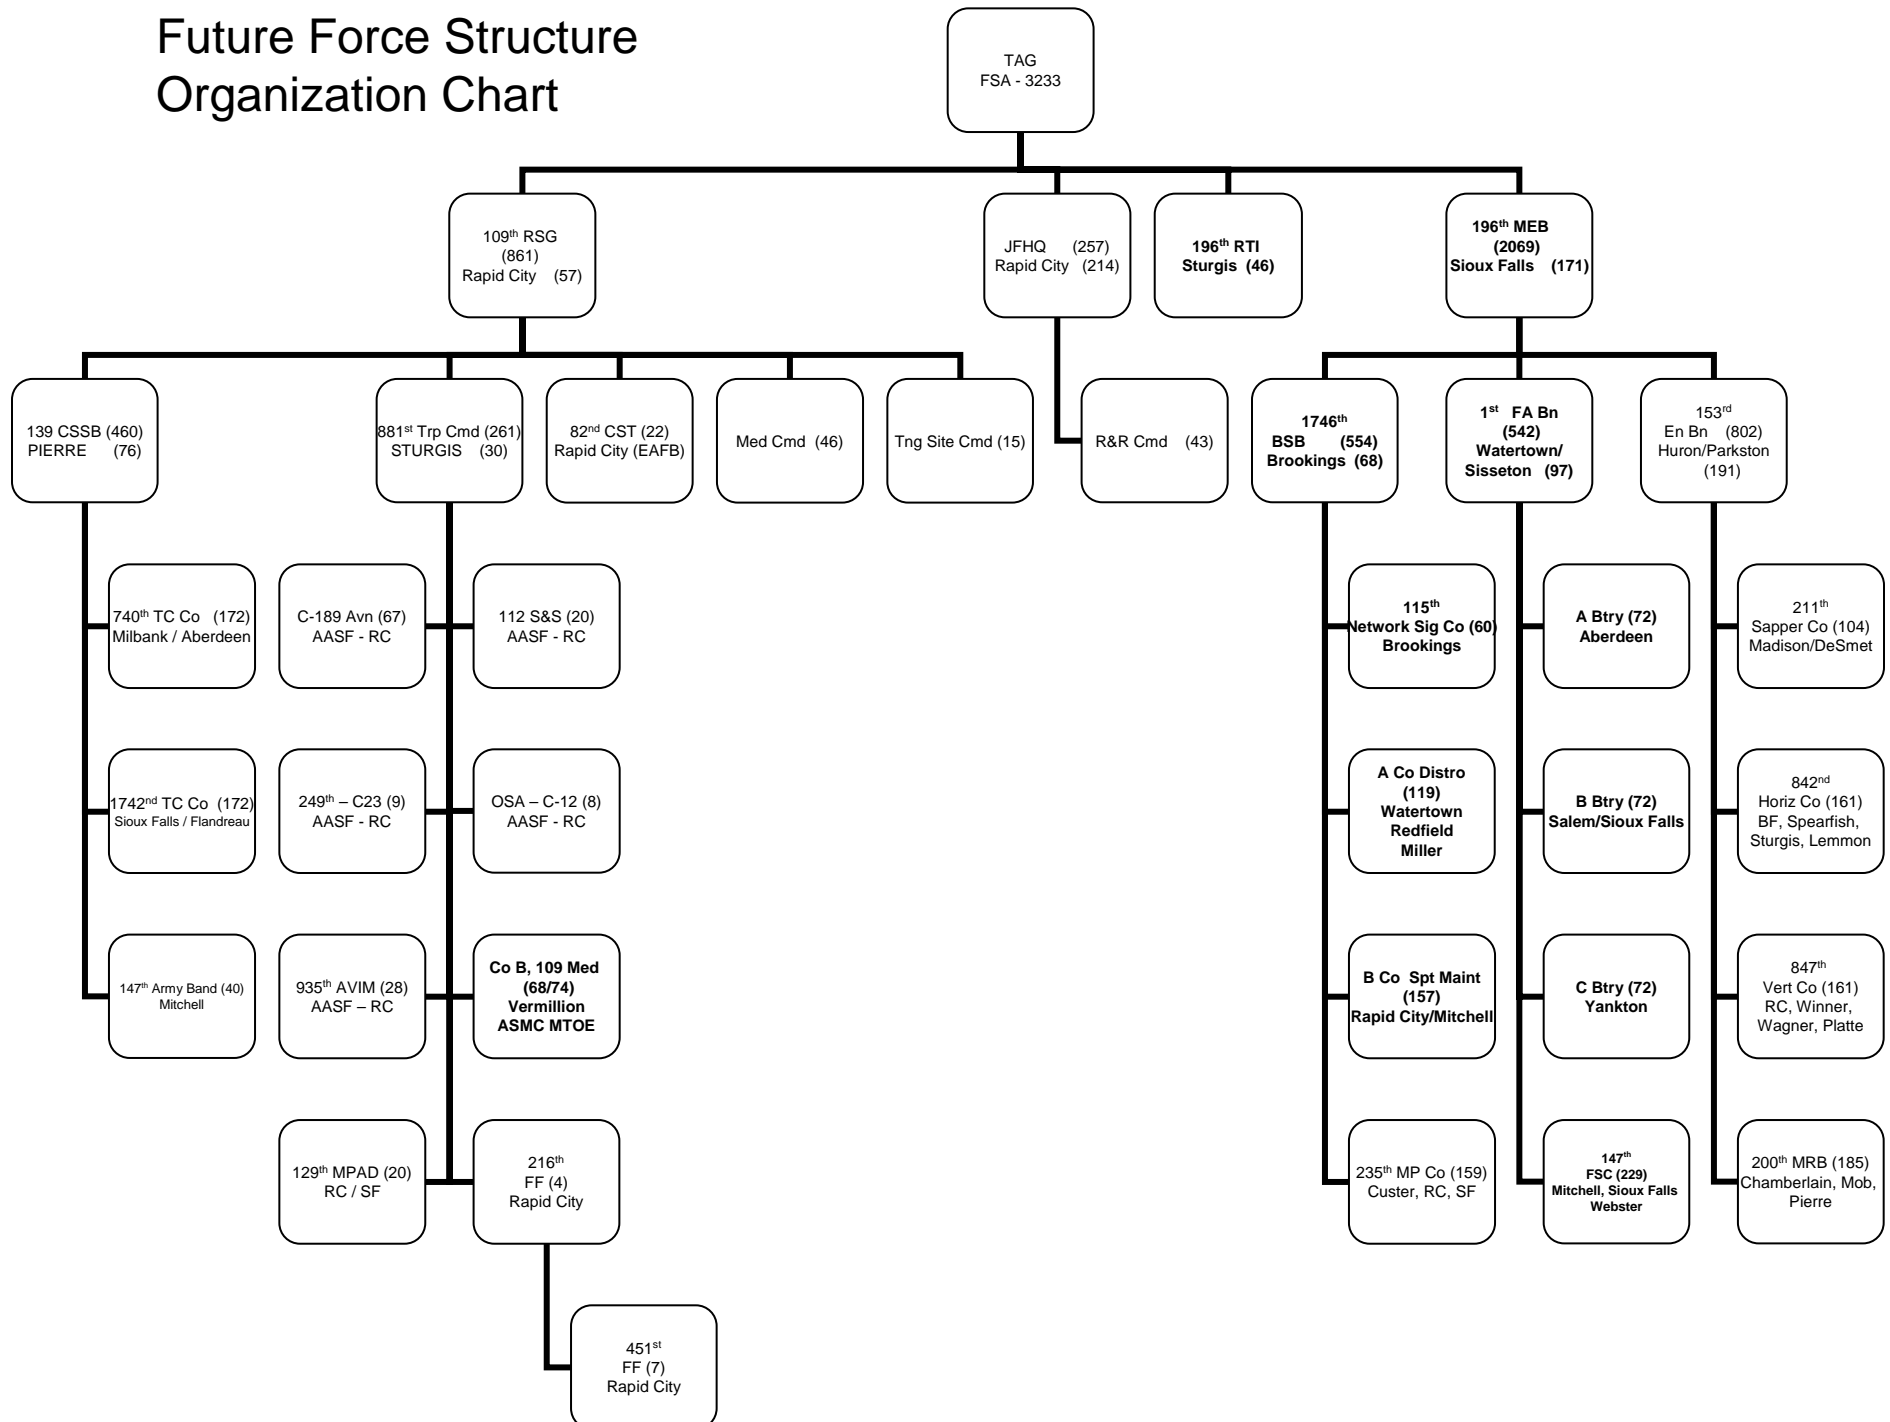 Future Force Structure
Organization Chart
TAG
FSA - 3233
109th RSG
(861)
Rapid City (57)
JFHQ (257)
Rapid City (214)
196th RTI
Sturgis (46)
196th MEB
(2069)
Sioux Falls (171)
139 CSSB (460)
PIERRE (76)
881st Trp Cmd (261)
STURGIS (30)
82nd CST (22)
Rapid City (EAFB)
Med Cmd (46)
Tng Site Cmd (15)
R&R Cmd (43)
1746th
BSB (554)
Brookings (68)
1st FA Bn
(542)
Watertown/
Sisseton (97)
153rd
En Bn (802)
Huron/Parkston
(191)
740th TC Co (172)
Milbank / Aberdeen
C-189 Avn (67)
AASF - RC
112 S&S (20)
AASF - RC
115th
Network Sig Co (60)
Brookings
A Btry (72)
Aberdeen
211th
Sapper Co (104)
Madison/DeSmet
1742nd TC Co (172)
Sioux Falls / Flandreau
249th – C23 (9)
AASF - RC
OSA – C-12 (8)
AASF - RC
A Co Distro
(119)
Watertown
Redfield
Miller
B Btry (72)
Salem/Sioux Falls
842nd
Horiz Co (161)
BF, Spearfish,
Sturgis, Lemmon
147th Army Band (40)
Mitchell
935th AVIM (28)
AASF – RC
Co B, 109 Med
(68/74)
Vermillion
ASMC MTOE
B Co Spt Maint
(157)
Rapid City/Mitchell
C Btry (72)
Yankton
847th
Vert Co (161)
RC, Winner,
Wagner, Platte
129th MPAD (20)
RC / SF
216th
FF (4)
Rapid City
235th MP Co (159)
Custer, RC, SF
147th
FSC (229)
Mitchell, Sioux Falls
Webster
200th MRB (185)
Chamberlain, Mob,
Pierre
451st
FF (7)
Rapid City